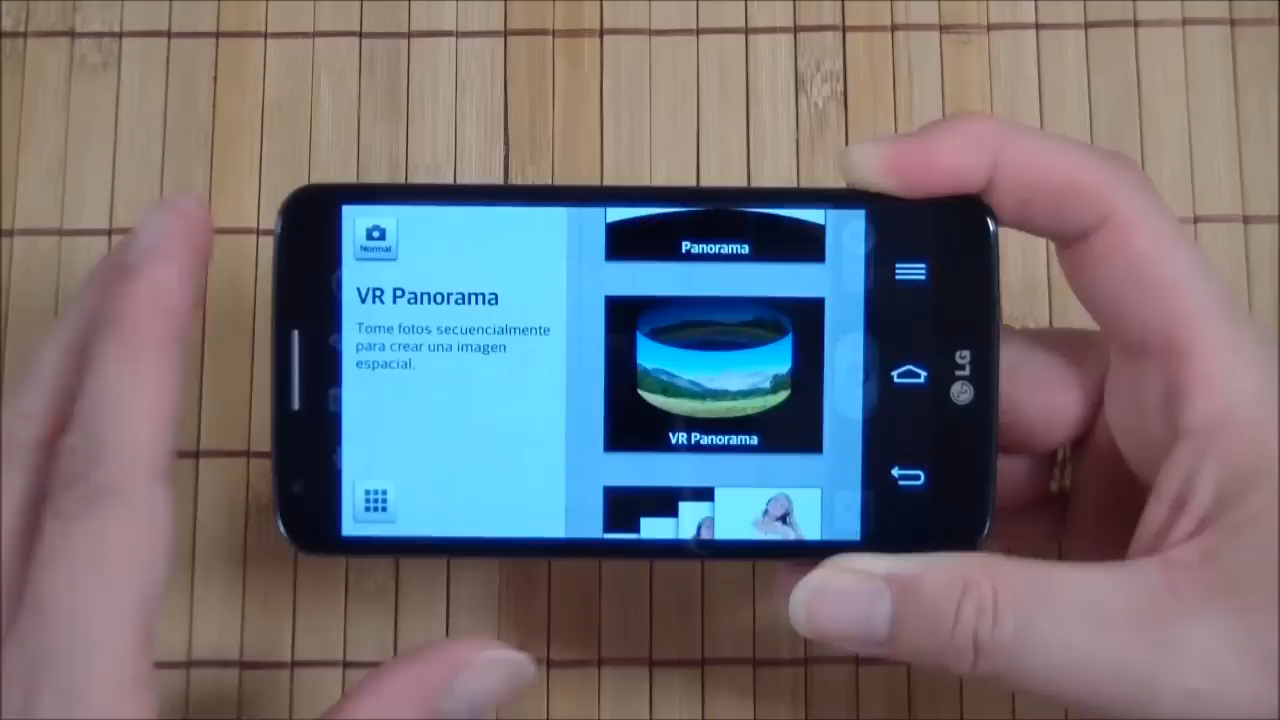 Normal
VR Panorama
Tome fotos secuencialmente
para crear una imagen
espacial.
Panorama
VR Panorama
LG